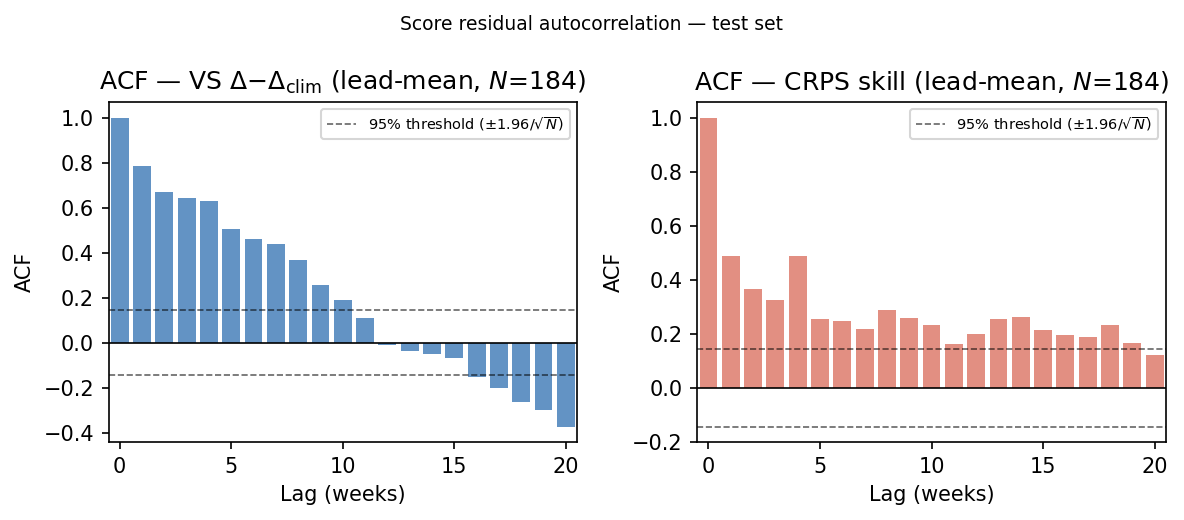 Score residual autocorrelation — test set
ACF — VS Δ−Δclim (lead-mean, N=184)
95% threshold (±1.96/√N)
1.0
0.8
0.6
0.4
0.2
0.0
−0.2
−0.4
ACF
0 5 10 15 20
Lag (weeks)
ACF — CRPS skill (lead-mean, N=184)
95% threshold (±1.96/√N)
1.0
0.8
0.6
0.4
0.2
0.0
−0.2
ACF
0 5 10 15 20
Lag (weeks)